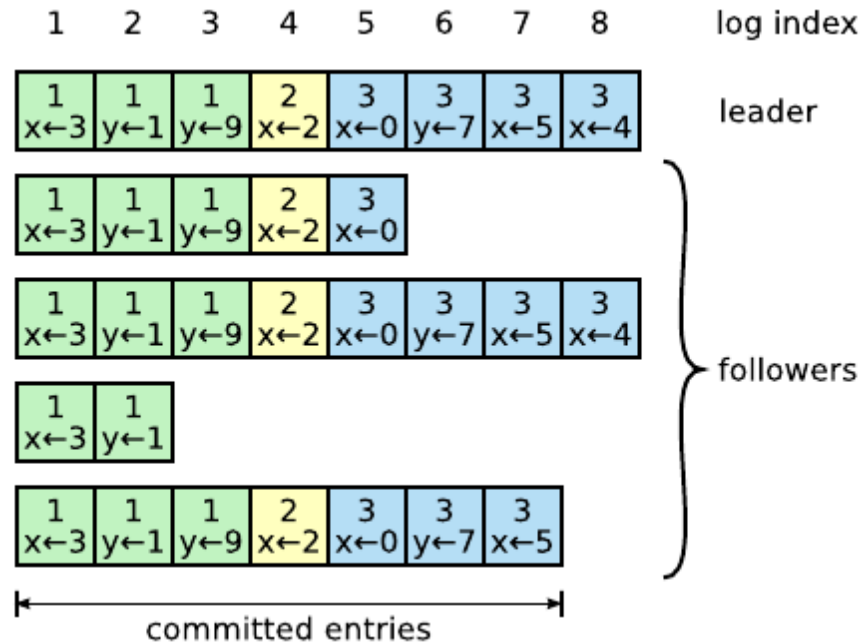 1 2 3 4 5 6 7 8 log index
1 1 1 2 3 3 3 3
x←3 y←1 y←9 x←2 x←0 y←7 x←5 x←4
leader
1 1 1 2 3
x←3 y←1 y←9 x←2 x←0
1 1 1 2 3 3 3 3
x←3 y←1 y←9 x←2 x←0 y←7 x←5 x←4
followers
1 1
x←3 y←1
1 1 1 2 3 3 3
x←3 y←1 y←9 x←2 x←0 y←7 x←5
committed entries